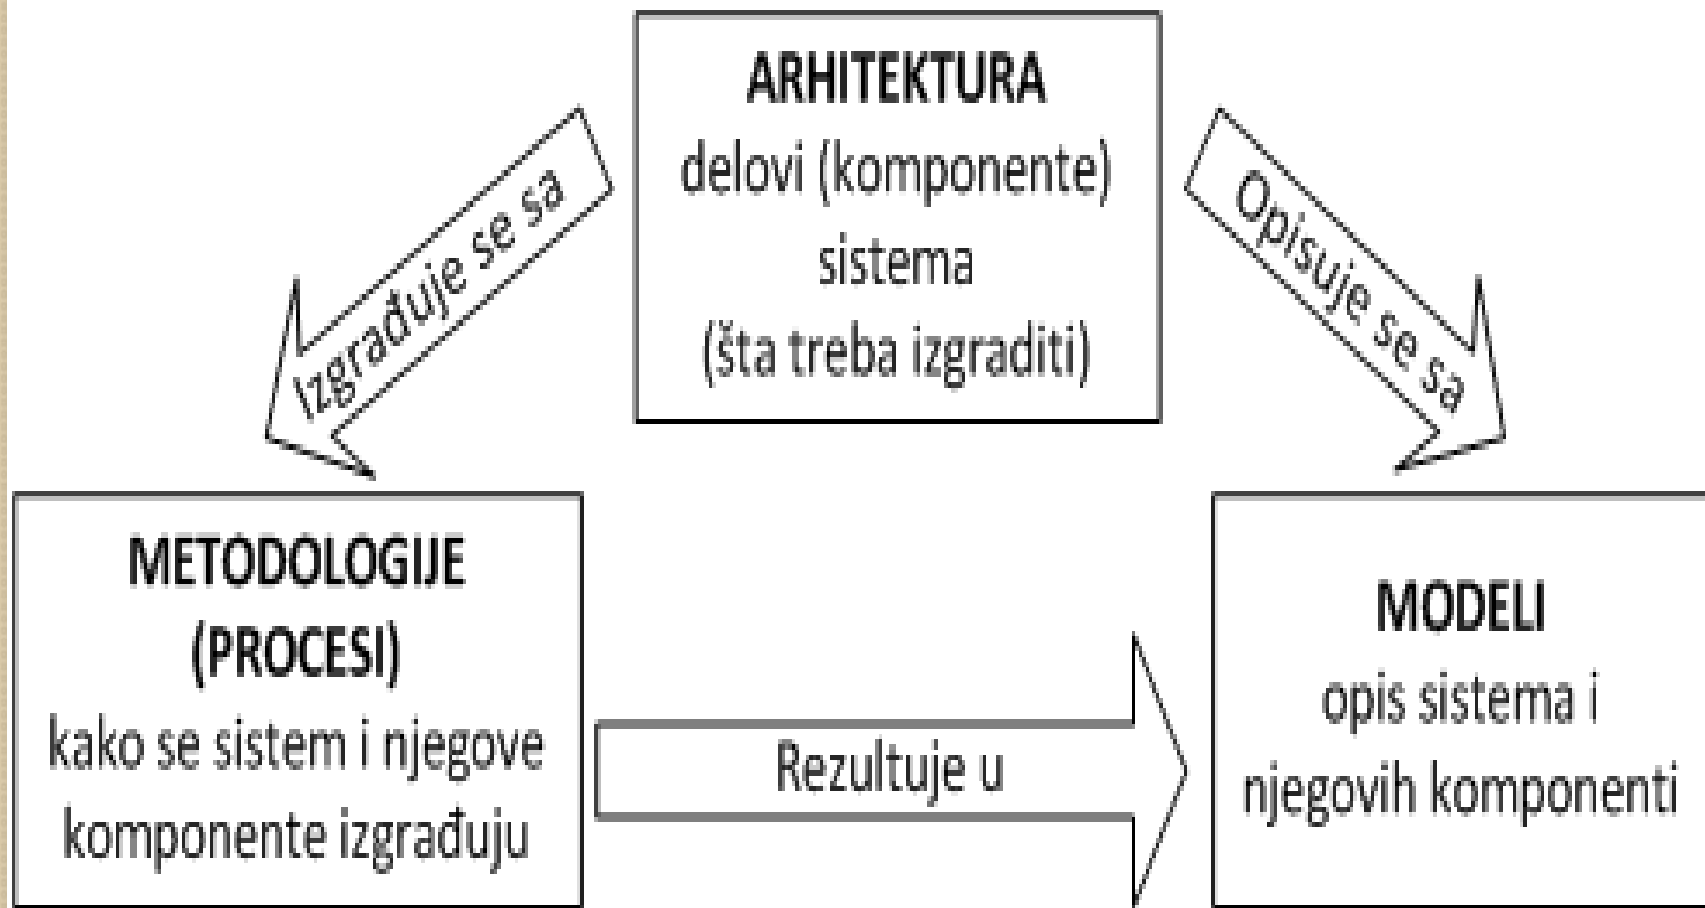 ARHITEKTURA
delovi (komponente)
sistema
(šta treba izgraditi)
Izgrađuje se sa
Opisuje se sa
METODOLOGIJE
(PROCESI)
kako se sistem i njegove
komponente izgrađuju
Rezultuje u
MODELI
opis sistema i
njegovih komponenti